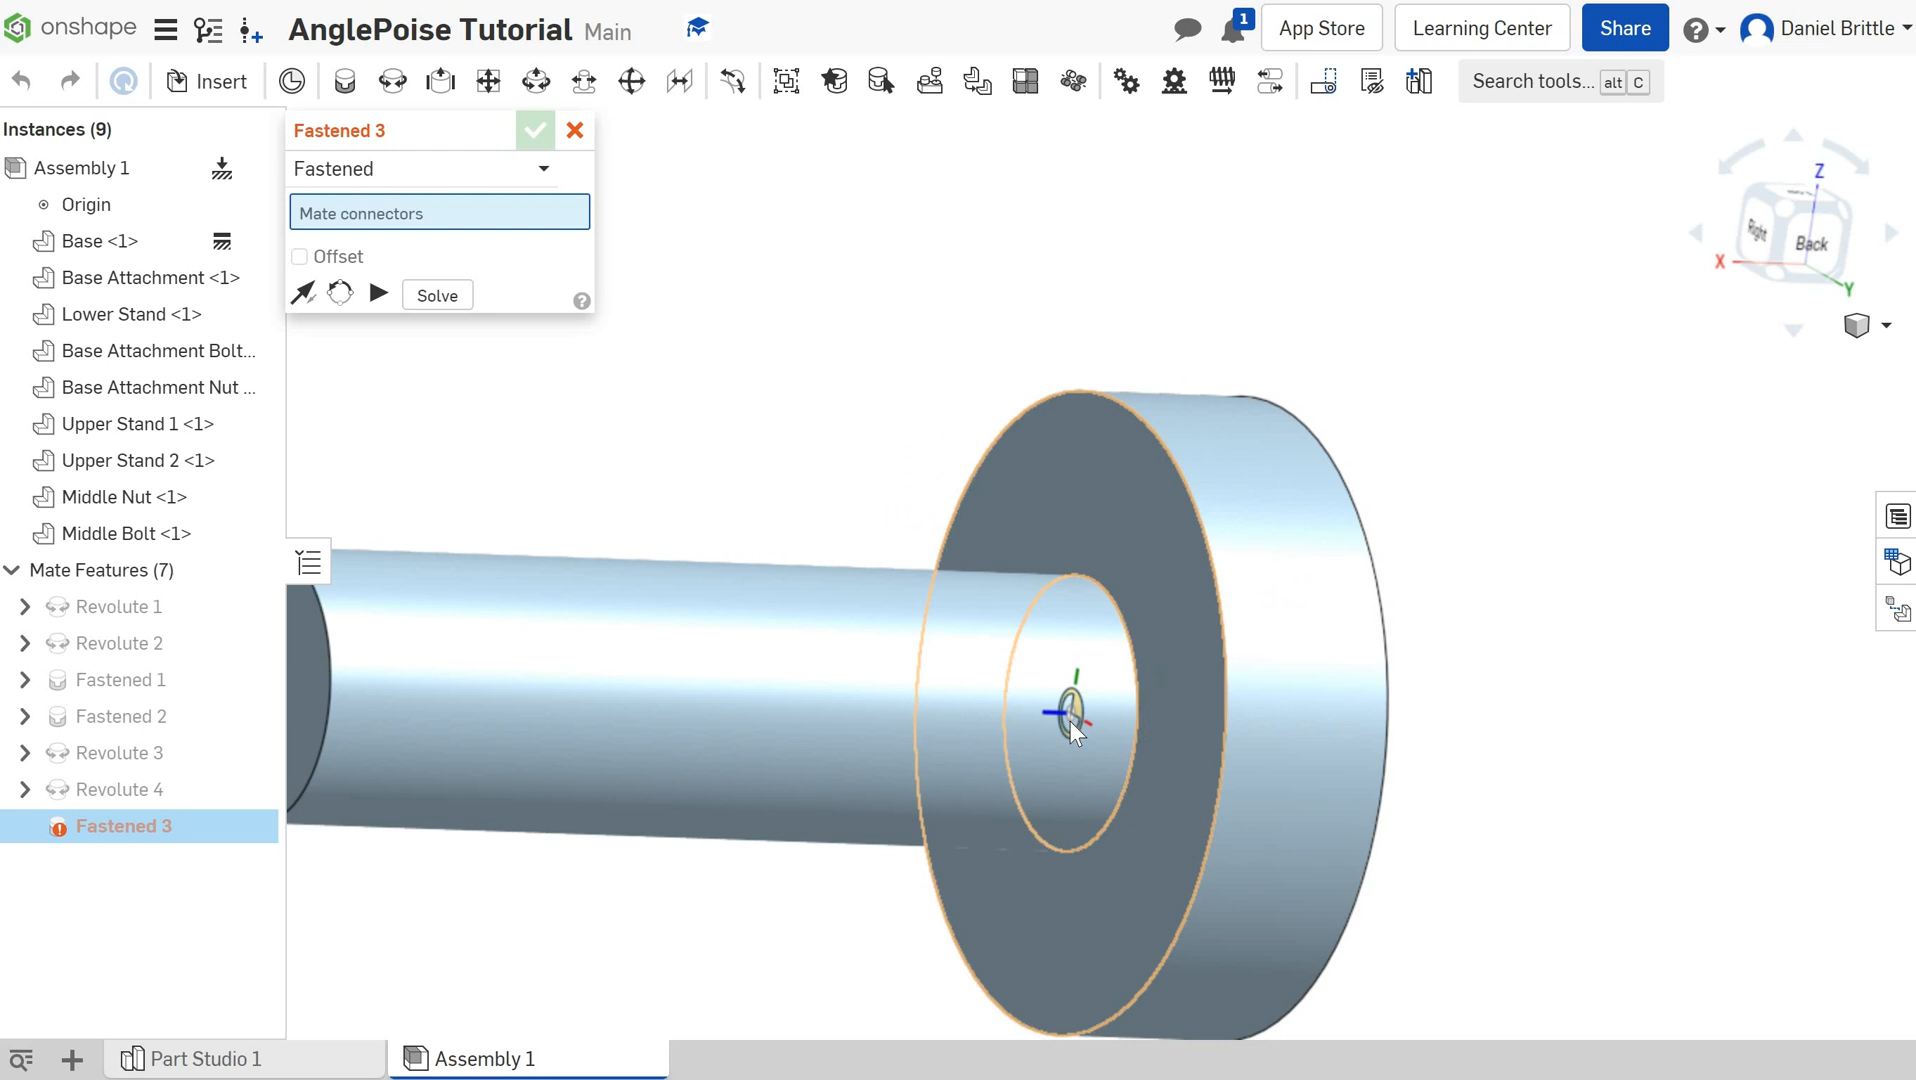 onshape AnglePoise Tutorial Main 1 App Store Learning Center Share ? Daniel Brittle
Insert Search tools... alt C
Instances (9)
Assembly 1
Origin
Base <1>
Base Attachment <1>
Lower Stand <1>
Base Attachment Bolt...
Base Attachment Nut ...
Upper Stand 1 <1>
Upper Stand 2 <1>
Middle Nut <1>
Middle Bolt <1>
Mate Features (7)
Revolute 1
Revolute 2
Fastened 1
Fastened 2
Revolute 3
Revolute 4
Fastened 3
Fastened 3
Fastened
Mate connectors
Offset
Solve ?
Z
Right Back
X
Y
Part Studio 1 Assembly 1